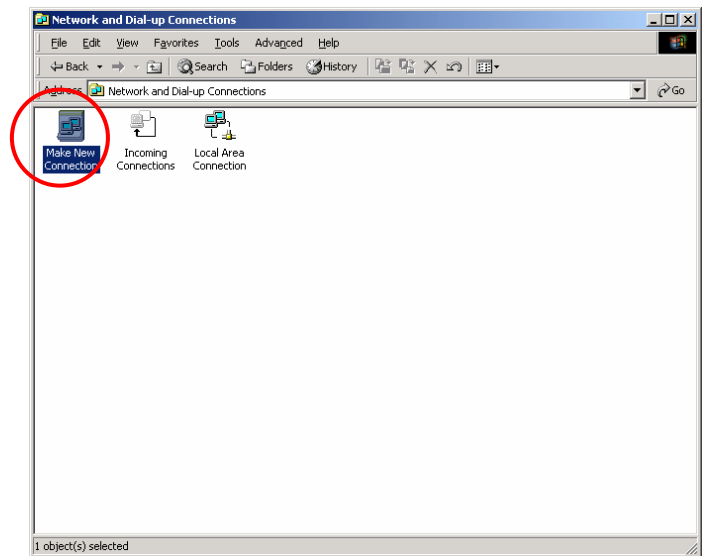 Network and Dial-up Connections
File Edit View Favorites Tools Advanced Help
Back Search Folders History
Address Network and Dial-up Connections Go
Make New Connection
Incoming Connections
Local Area Connection
1 object(s) selected